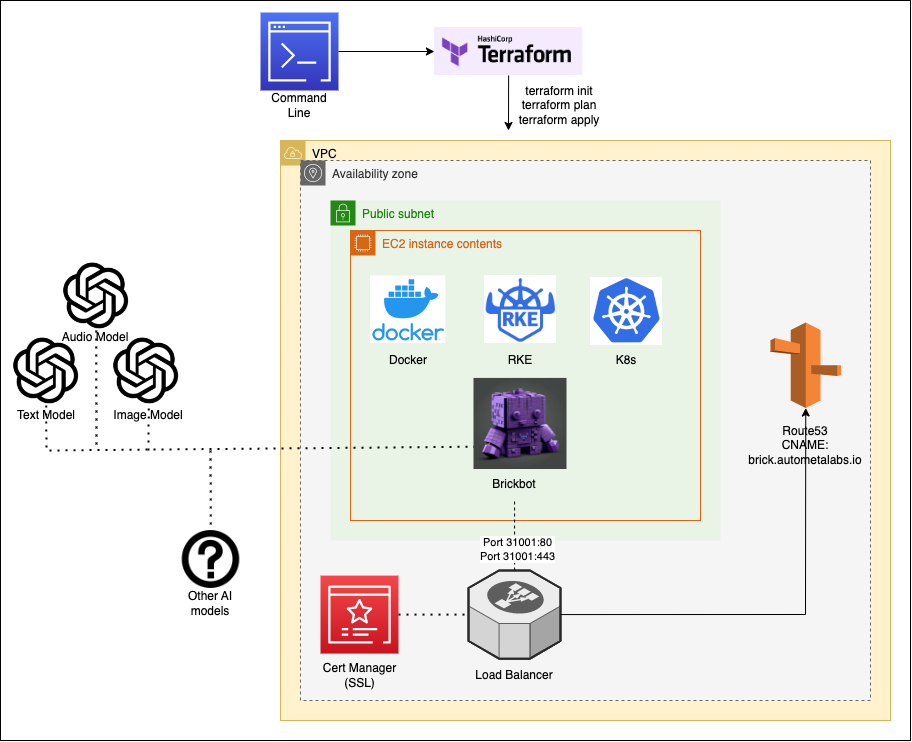 HashiCorp
Terraform
Command
Line
terraform init
terraform plan
terraform apply
VPC
Availability zone
Public subnet
EC2 instance contents
docker
RKE
Docker
RKE
K8s
Audio Model
Text Model
Image Model
Brickbot
Route53
CNAME:
brick.autometalabs.io
Port 31001:80
Port 31001:443
?
Other AI
models
Cert Manager
(SSL)
Load Balancer